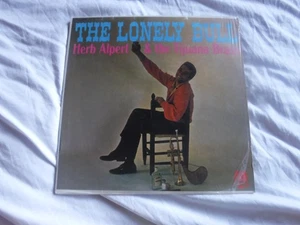 THE LONELY BULL
Herb Alpert & the Tijuana Brass